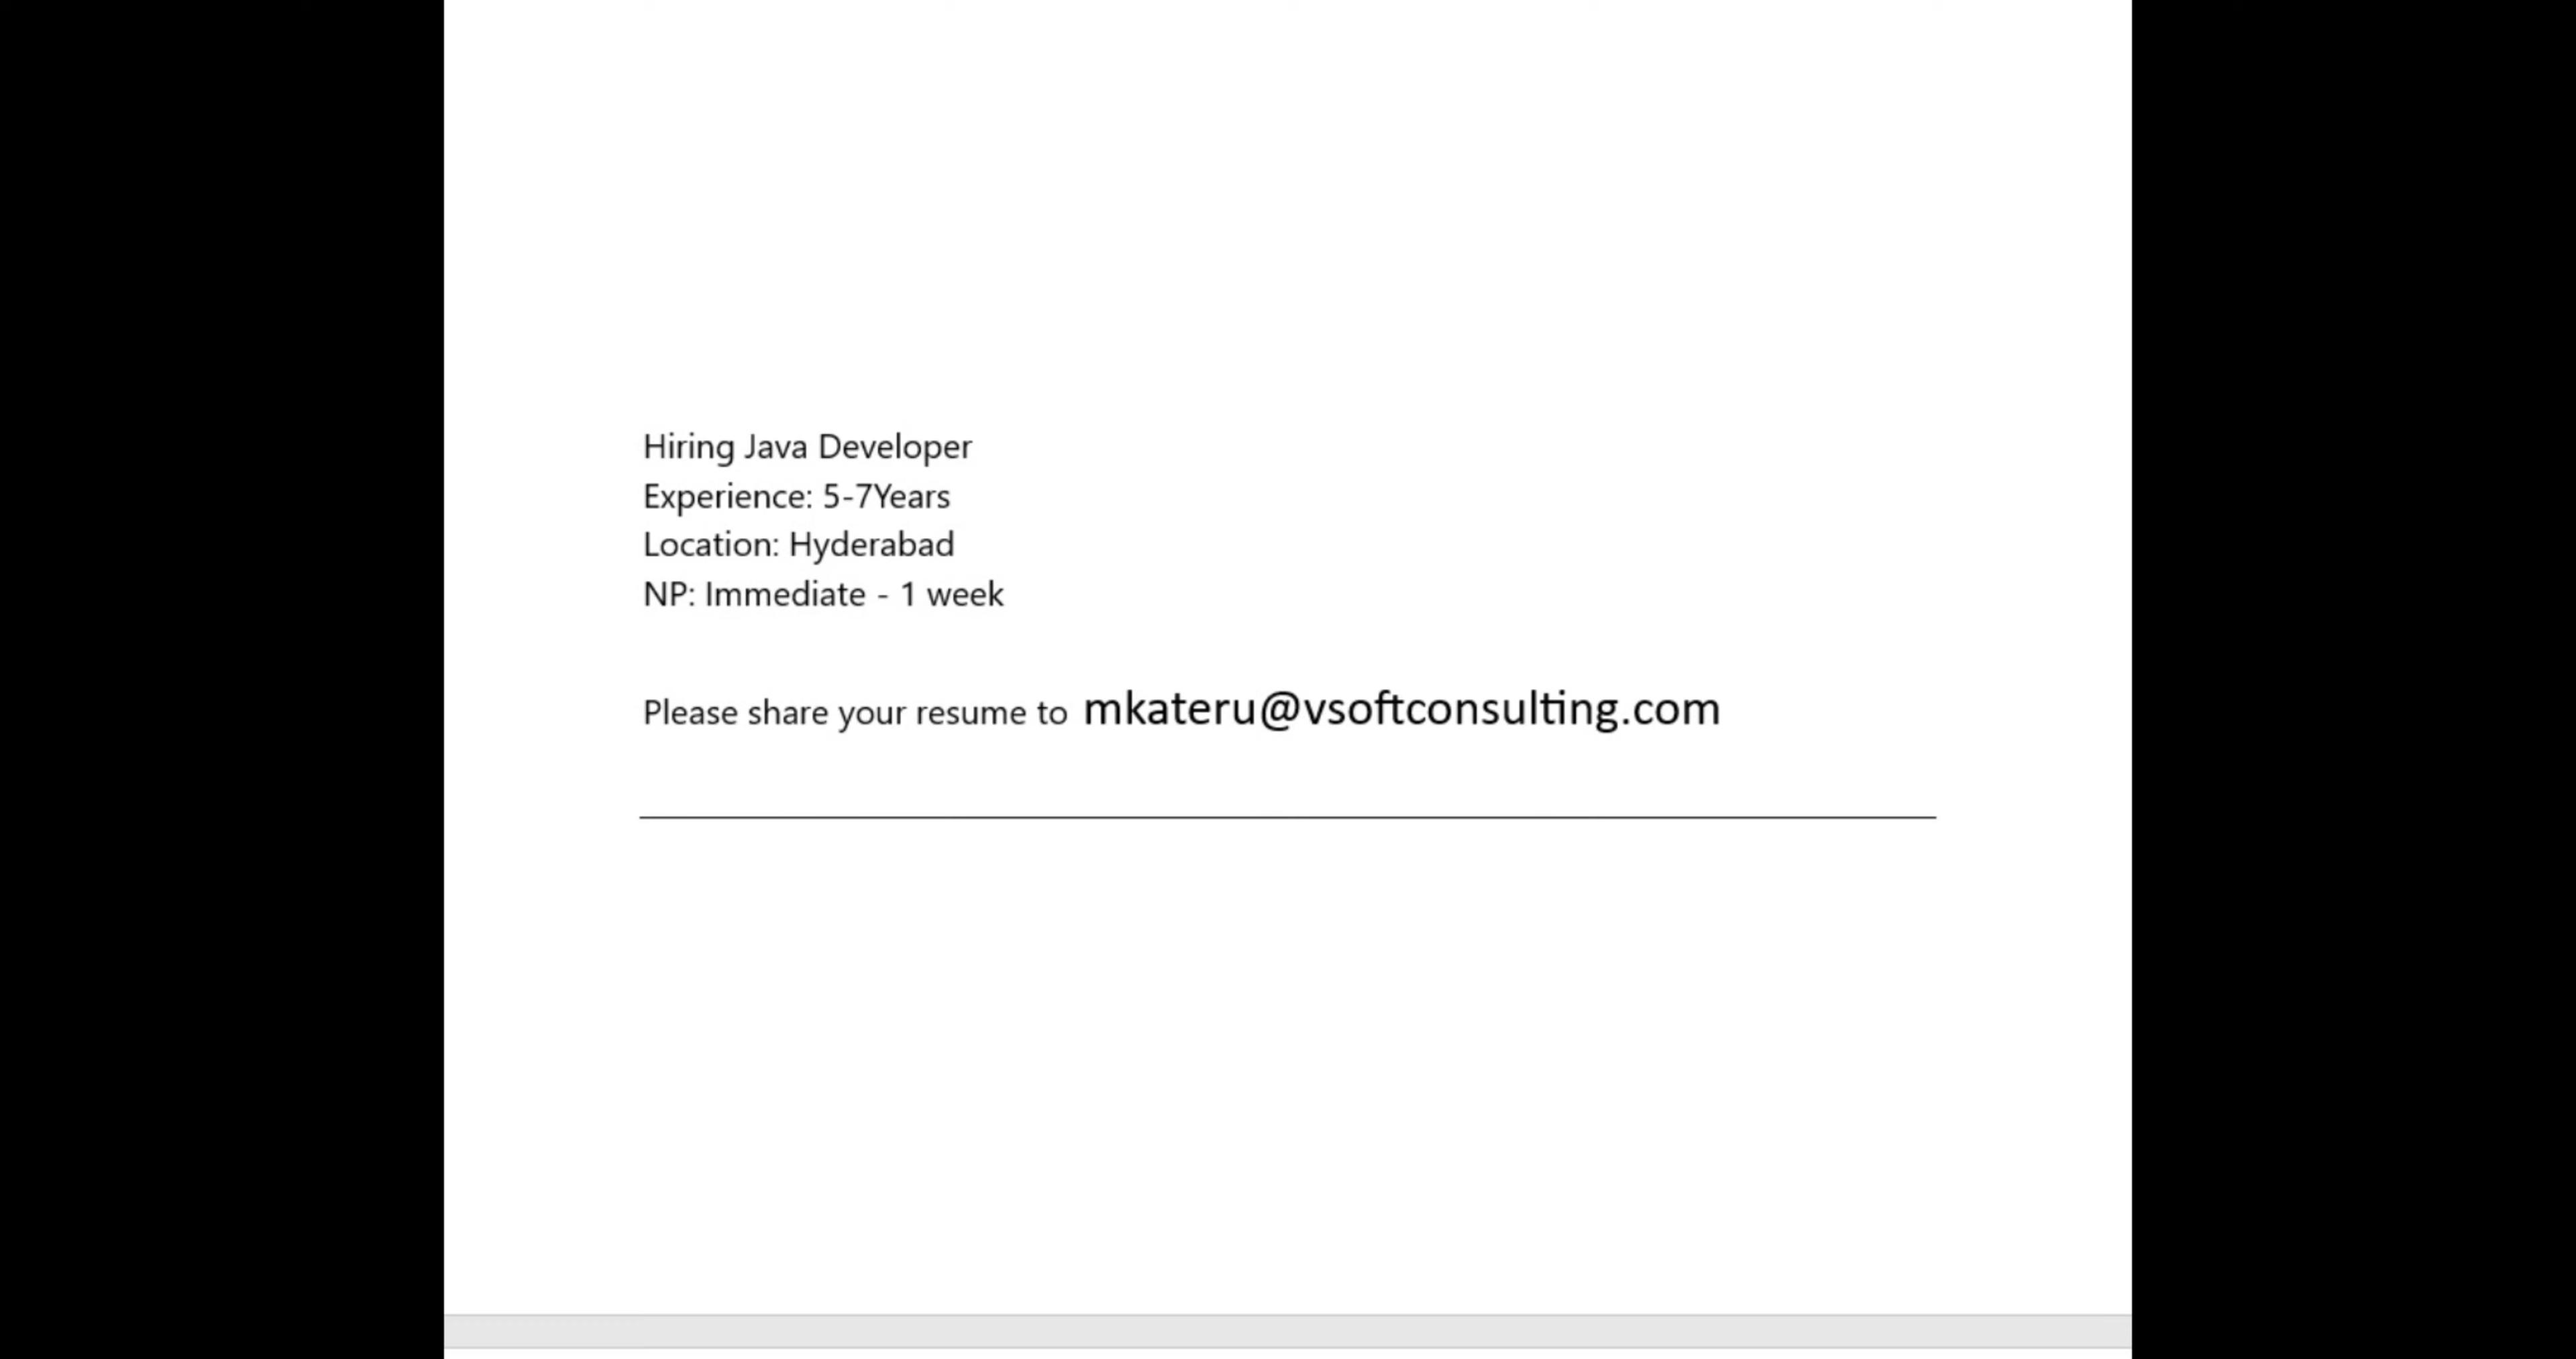 Hiring Java Developer
Experience: 5-7Years
Location: Hyderabad
NP: Immediate - 1 week
Please share your resume to mkateru@vsoftconsulting.com